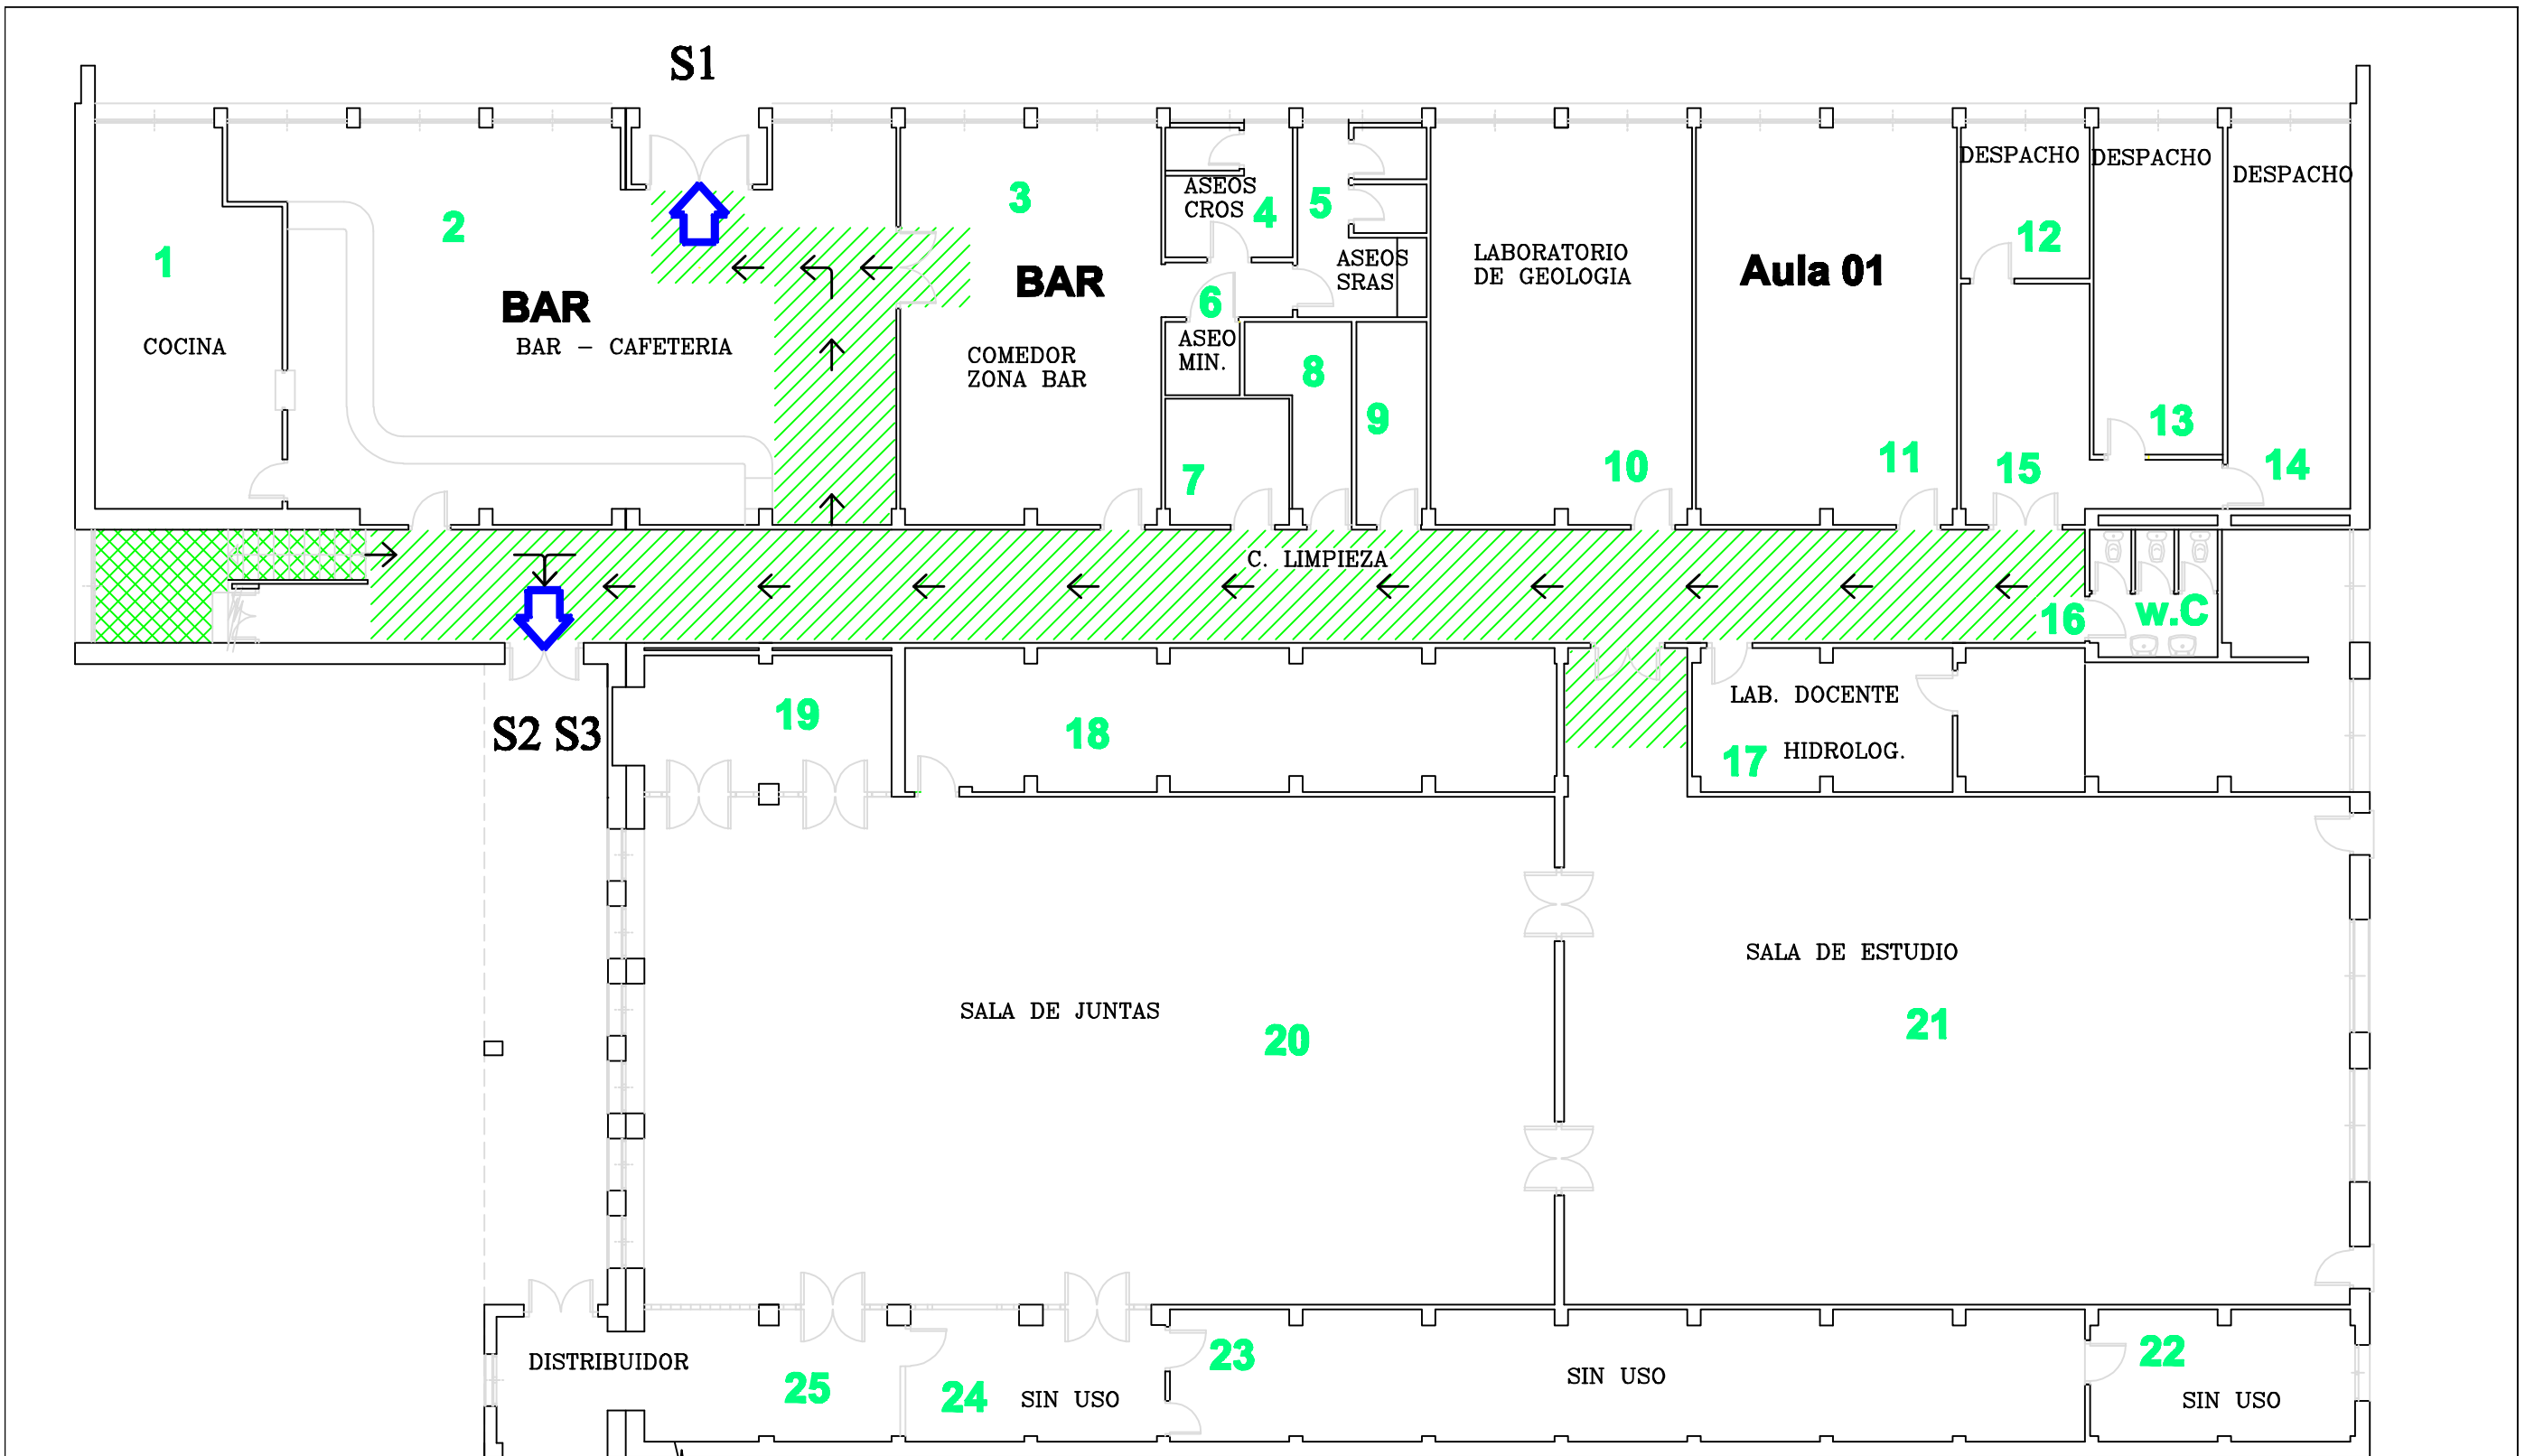 S1
DESPACHO
DESPACHO
DESPACHO
3
ASEOS
CROS
4
5
2
12
1
BAR
BAR
BAR – CAFETERIA
COCINA
COMEDOR
ZONA BAR
6
ASEOS
SRAS
ASEO
MIN.
8
9
7
LABORATORIO
DE GEOLOGIA
10
Aula 01
11
15
13
14
C. LIMPIEZA
16
w.C
S2 S3
19
18
LAB. DOCENTE
17
HIDROLOG.
SALA DE JUNTAS
20
SALA DE ESTUDIO
21
DISTRIBUIDOR
25
24
SIN USO
23
SIN USO
22
SIN USO